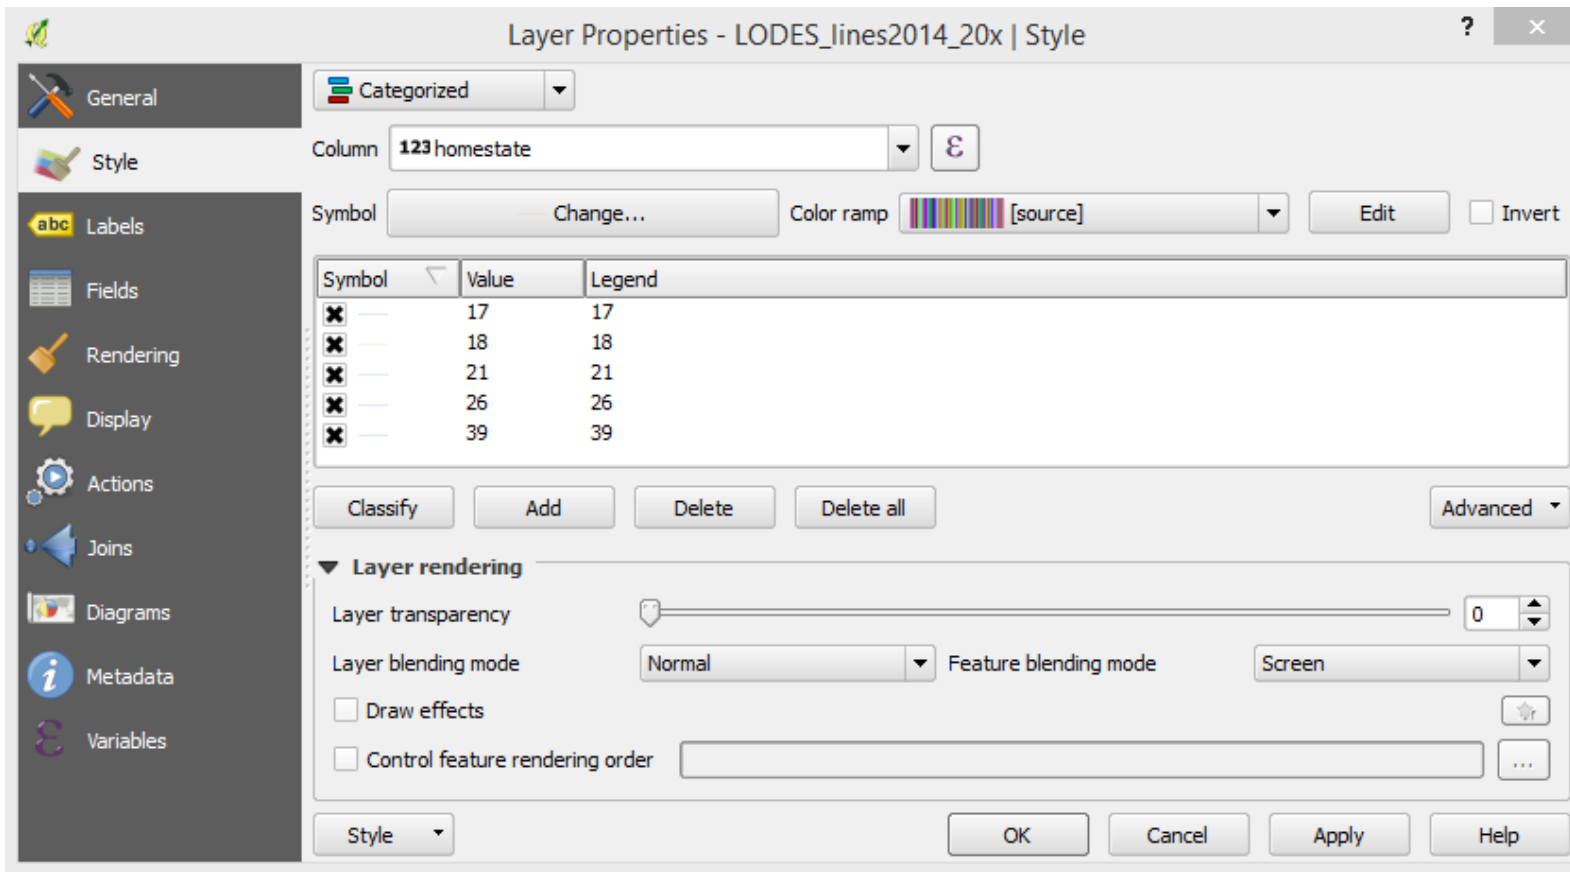 Layer Properties - LODES_lines2014_20x | Style ?
General
Style
abc Labels
Fields
Rendering
Display
Actions
Joins
Diagrams
Metadata
Variables
Categorized
Column 123 homestate ε
Symbol Change... Color ramp [source] Edit Invert
Symbol Value Legend
17 17
18 18
21 21
26 26
39 39
Classify Add Delete Delete all Advanced
Layer rendering
Layer transparency 0
Layer blending mode Normal Feature blending mode Screen
Draw effects
Control feature rendering order ...
Style OK Cancel Apply Help